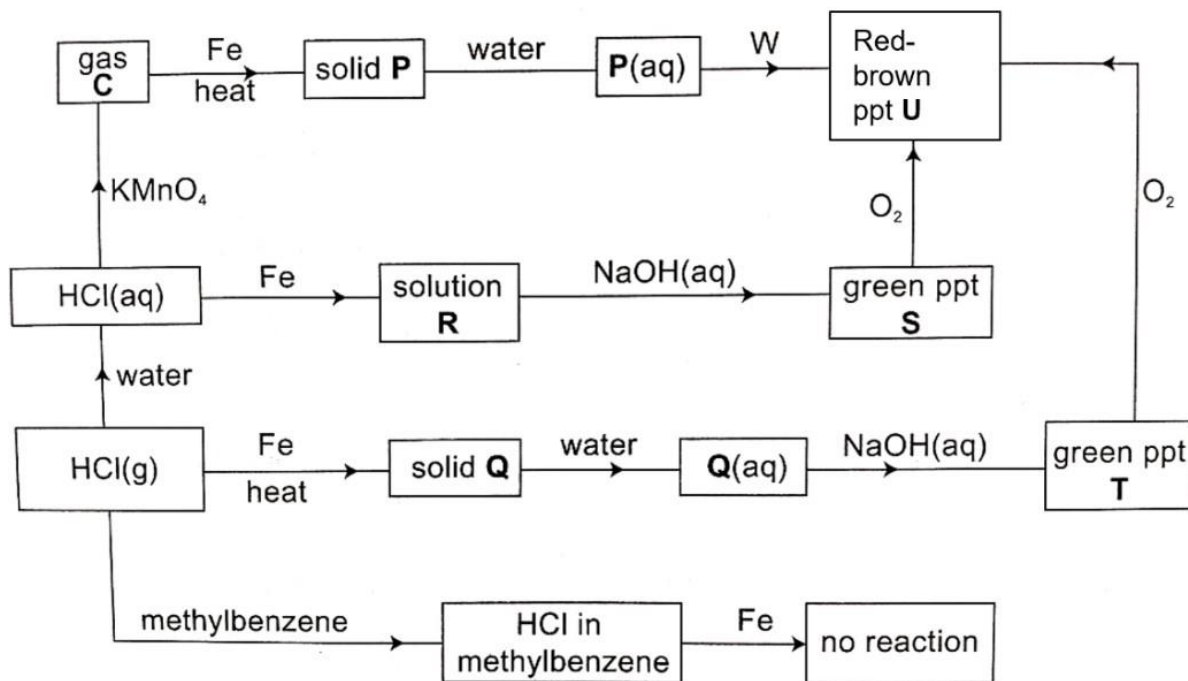 gas
C
Fe
heat
solid P
water
P(aq)
W
Red-
brown
ppt U
KMnO₄
O₂
O₂
HCl(aq)
Fe
solution
R
NaOH(aq)
green ppt
S
water
HCl(g)
Fe
heat
solid Q
water
Q(aq)
NaOH(aq)
green ppt
T
methylbenzene
HCl in
methylbenzene
Fe
no reaction